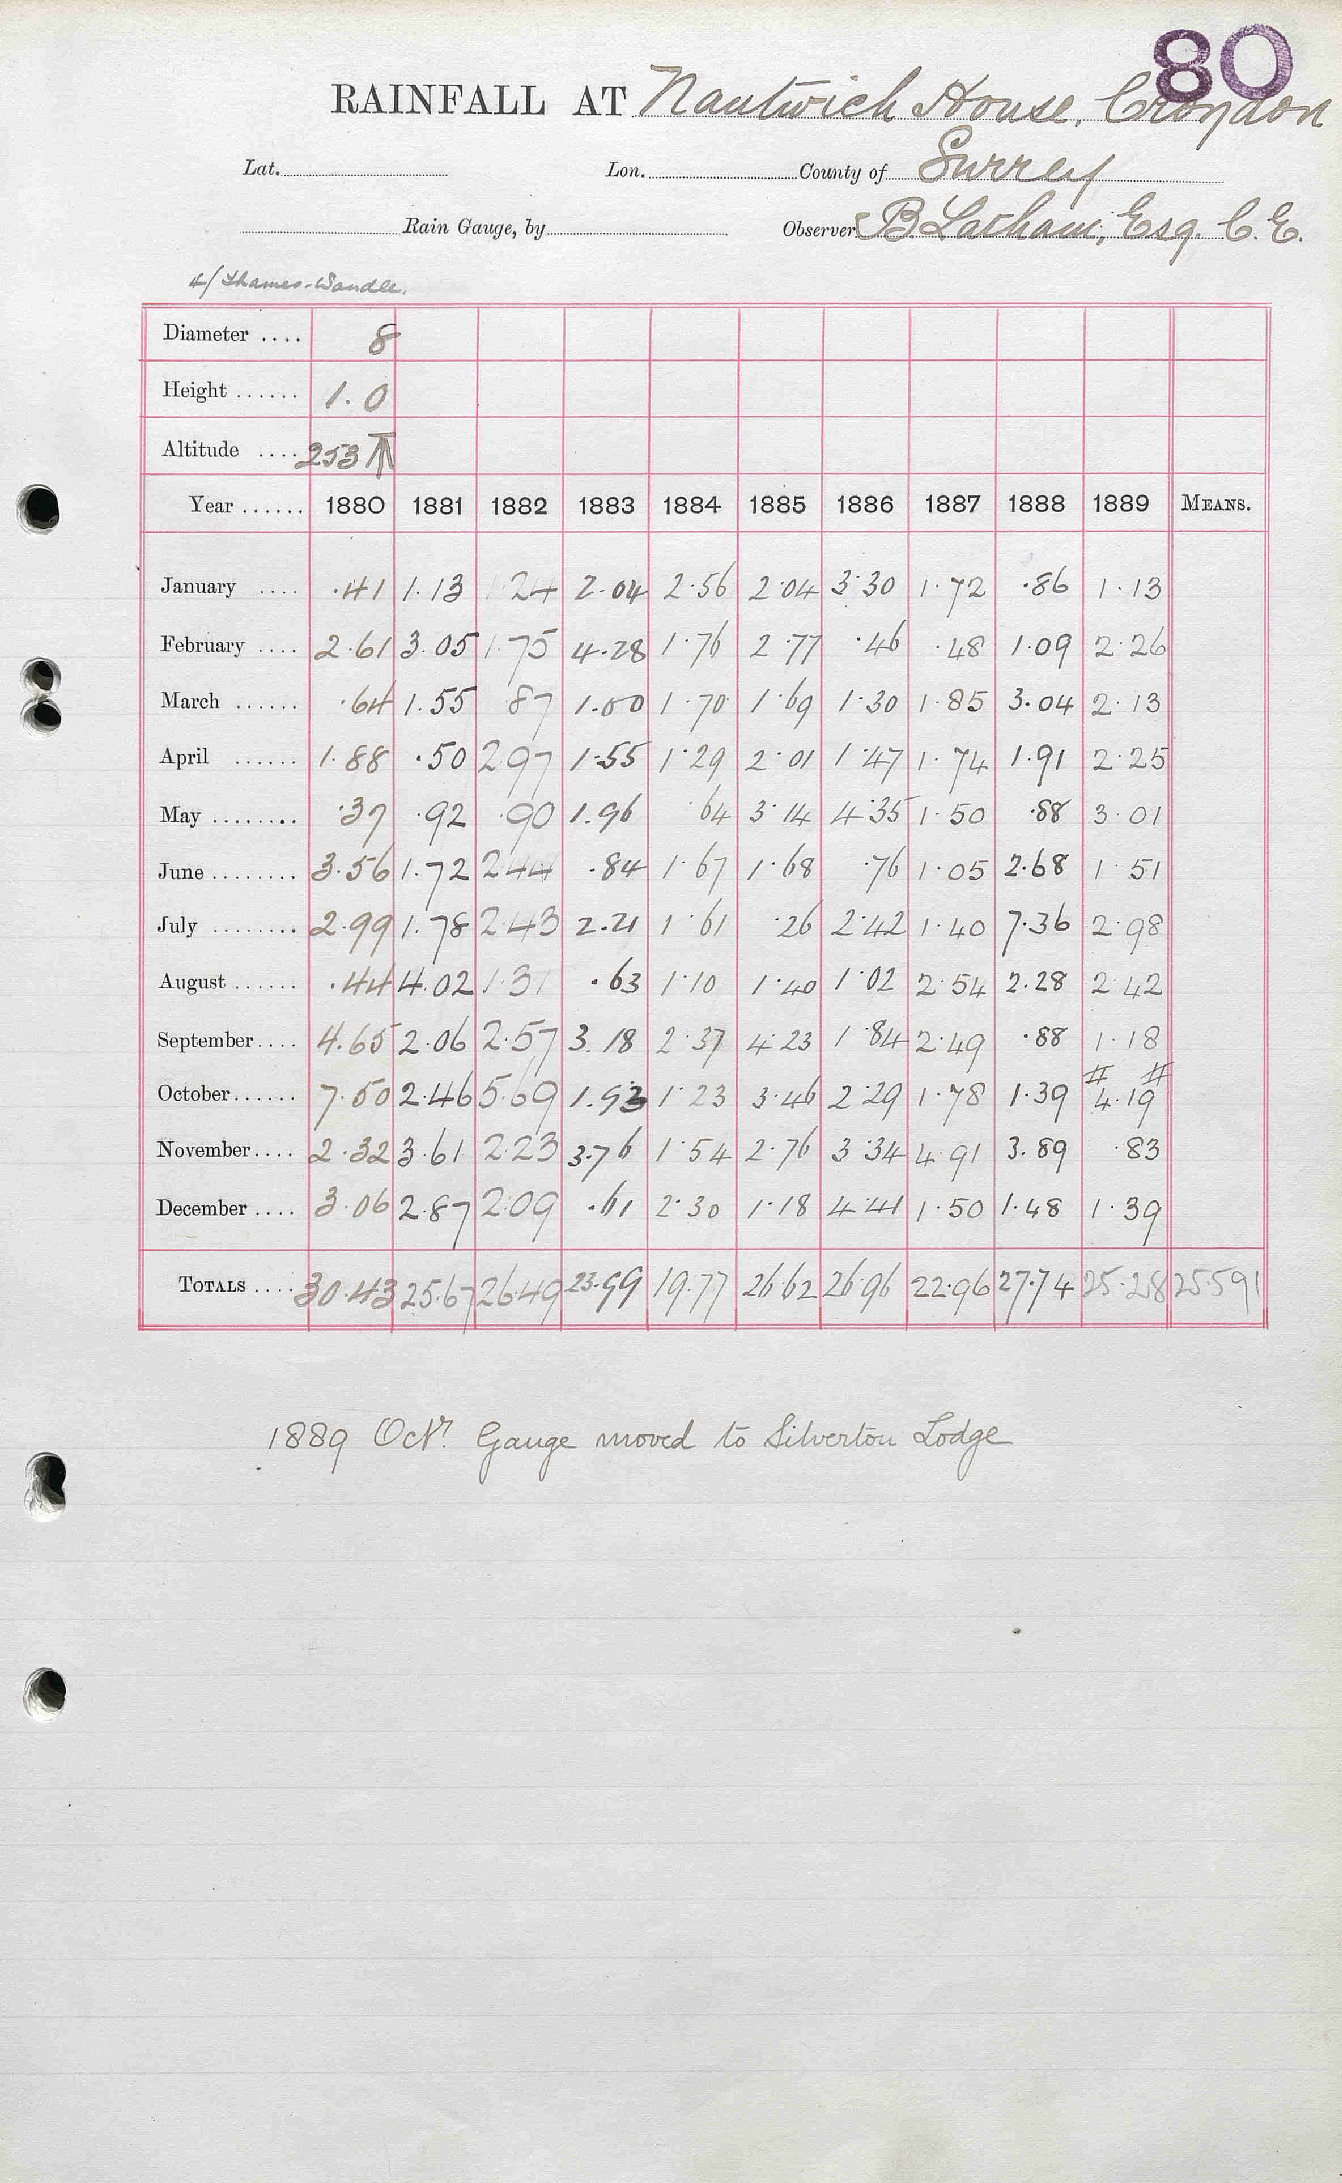 80
RAINFALL AT Nantwich House, Croydon
Lat. Lon. County of Surrey
Rain Gauge, by Observer B. Latham, Esq. C.E.
4/ Thames-Wandle.
Diameter .... 8
Height ...... 1.0
Altitude .... 253
Year ...... 1880 1881 1882 1883 1884 1885 1886 1887 1888 1889 MEANS.
January .... .41 1.13 1.24 2.04 2.56 2.04 3.30 1.72 .86 1.13
February .... 2.61 3.05 1.75 4.28 1.76 2.77 .46 .48 1.09 2.26
March ...... .64 1.55 .87 1.00 1.70 1.69 1.30 1.85 3.04 2.13
April ...... 1.88 .50 2.97 1.55 1.29 2.01 1.47 1.74 1.91 2.25
May ........ .37 .92 .90 1.96 .64 3.14 4.35 1.50 .88 3.01
June ........ 3.56 1.72 2.44 .84 1.67 1.68 .76 1.05 2.68 1.51
July ........ 2.99 1.78 2.43 2.21 1.61 .26 2.42 1.40 7.36 2.98
August ...... .44 4.02 1.31 .63 1.10 1.40 1.02 2.54 2.28 2.42
September .... 4.65 2.06 2.57 3.18 2.37 4.23 1.84 2.49 .88 1.18
October ...... 7.50 2.46 5.69 1.93 1.23 3.46 2.29 1.78 1.39 # 4.19 #
November .... 2.32 3.61 2.23 3.76 1.54 2.76 3.34 4.91 3.89 .83
December .... 3.06 2.87 2.09 .61 2.30 1.18 4.41 1.50 1.48 1.39
TOTALS .... 30.43 25.67 26.49 23.99 19.77 26.62 26.96 22.96 27.74 25.28 25.591
1889 Octr. Gauge moved to Silverton Lodge